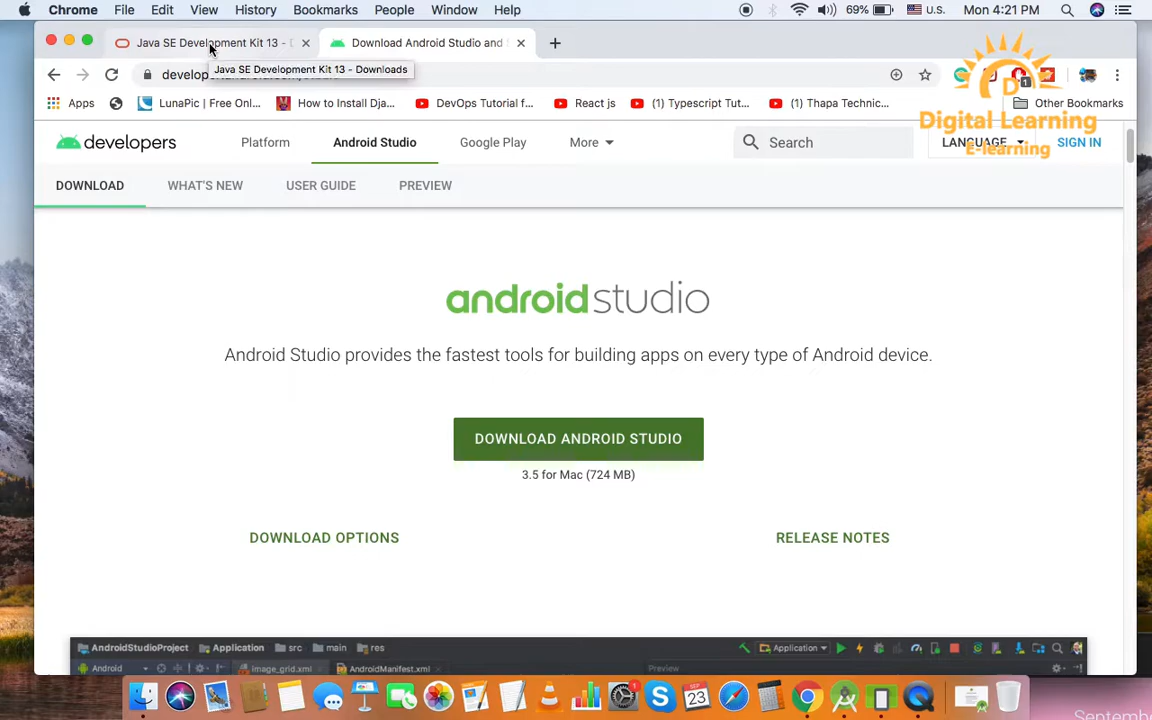 Chrome File Edit View History Bookmarks People Window Help 69% U.S. Mon 4:21 PM
Java SE Development Kit 13 - Download Android Studio and
Java SE Development Kit 13 - Downloads
Apps LunaPic | Free Onl... How to Install Dja... DevOps Tutorial f... React js (1) Typescript Tut... (1) Thapa Technic... Other Bookmarks
Digital Learning
E-learning
developers Platform Android Studio Google Play More Search LANGUAGE SIGN IN
DOWNLOAD WHAT'S NEW USER GUIDE PREVIEW
android studio
Android Studio provides the fastest tools for building apps on every type of Android device.
DOWNLOAD ANDROID STUDIO
3.5 for Mac (724 MB)
DOWNLOAD OPTIONS RELEASE NOTES
AndroidStudioProject Application src main res Application
Android image_grid.xml AndroidManifest.xml Preview
SEP
23